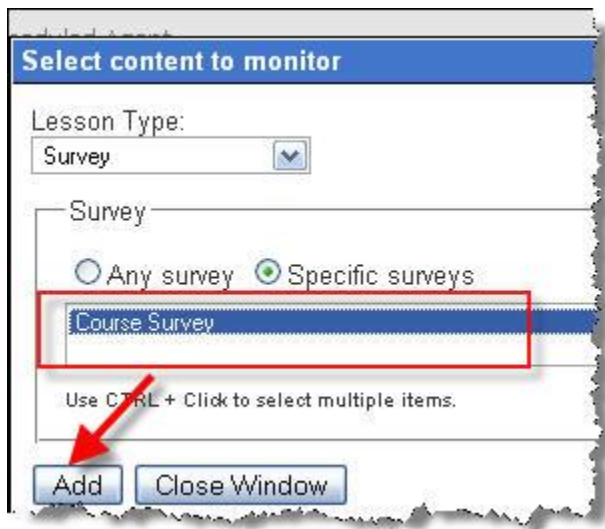 Select content to monitor
Lesson Type:
Survey
Survey
Any survey Specific surveys
Course Survey
Use CTRL + Click to select multiple items.
Add Close Window